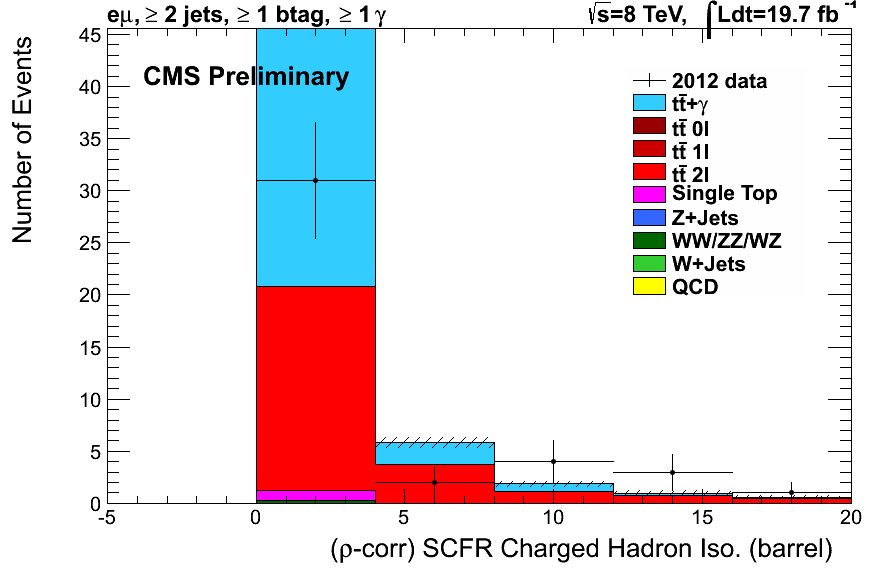 eμ, ≥ 2 jets, ≥ 1 btag, ≥ 1 γ
√s=8 TeV, ∫Ldt=19.7 fb⁻¹
CMS Preliminary
2012 data
tt̄+γ
tt̄ 0l
tt̄ 1l
tt̄ 2l
Single Top
Z+Jets
WW/ZZ/WZ
W+Jets
QCD
Number of Events
45
40
35
30
25
20
15
10
5
0
-5 0 5 10 15 20
(ρ-corr) SCFR Charged Hadron Iso. (barrel)